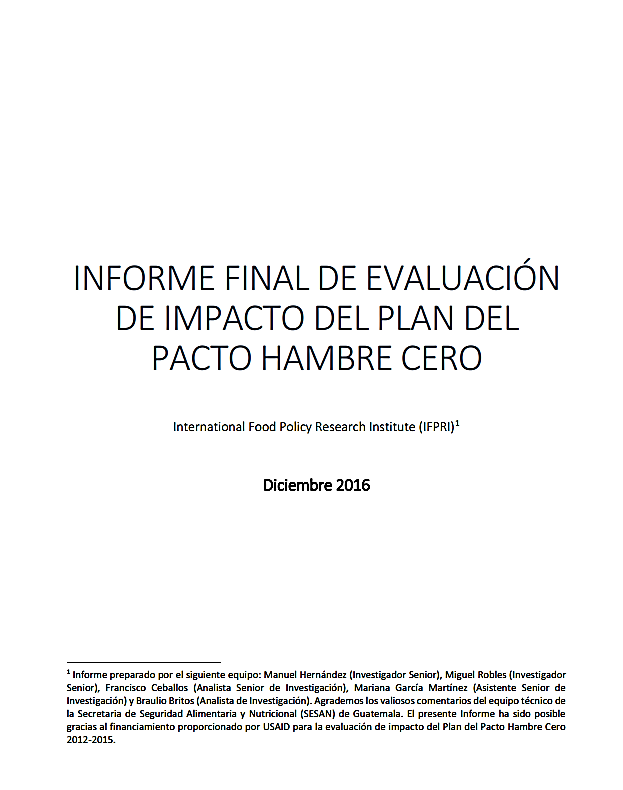 INFORME FINAL DE EVALUACIÓN
DE IMPACTO DEL PLAN DEL
PACTO HAMBRE CERO
International Food Policy Research Institute (IFPRI)¹
Diciembre 2016
¹ Informe preparado por el siguiente equipo: Manuel Hernández (Investigador Senior), Miguel Robles (Investigador
Senior), Francisco Ceballos (Analista Senior de Investigación), Mariana García Martínez (Asistente Senior de
Investigación) y Braulio Britos (Analista de Investigación). Agrademos los valiosos comentarios del equipo técnico de
la Secretaria de Seguridad Alimentaria y Nutricional (SESAN) de Guatemala. El presente Informe ha sido posible
gracias al financiamiento proporcionado por USAID para la evaluación de impacto del Plan del Pacto Hambre Cero
2012-2015.